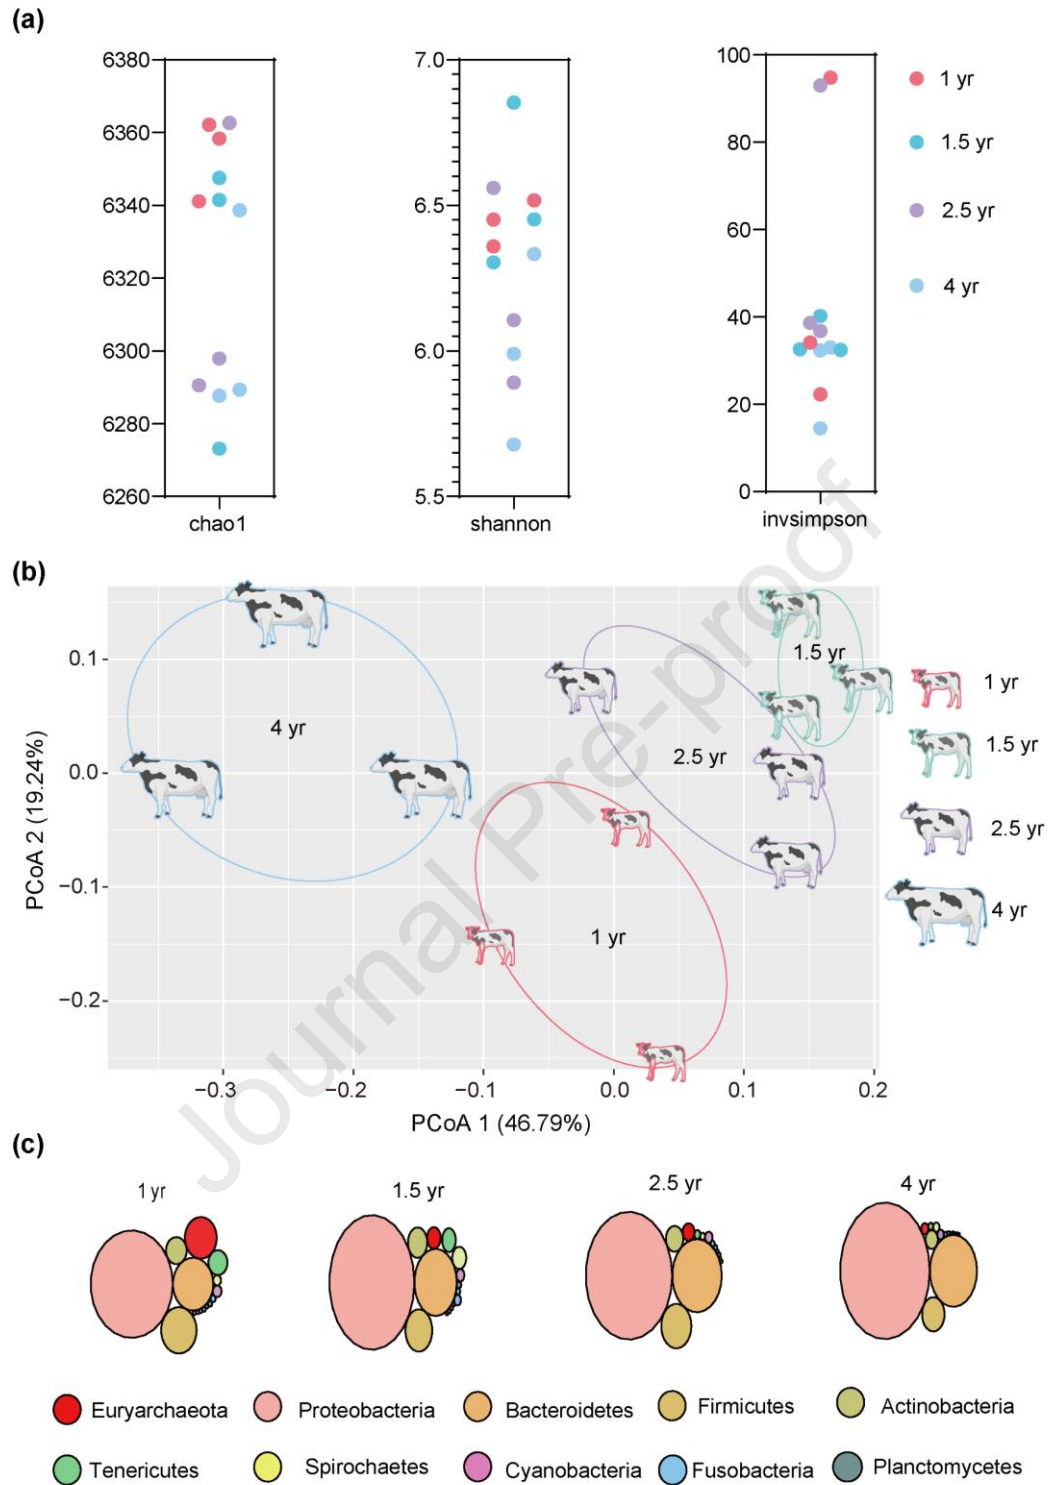 (a)
6380
6360
6340
6320
6300
6280
6260
chao1
7.0
6.5
6.0
5.5
shannon
100
80
60
40
20
0
invsimpson
1 yr
1.5 yr
2.5 yr
4 yr
(b)
PCoA 2 (19.24%)
0.1
0.0
−0.1
−0.2
4 yr
2.5 yr
1.5 yr
1 yr
−0.3
−0.2
−0.1
0.0
0.1
0.2
PCoA 1 (46.79%)
1 yr
1.5 yr
2.5 yr
4 yr
Journal Pre-proof
(c)
1 yr
1.5 yr
2.5 yr
4 yr
Euryarchaeota
Proteobacteria
Bacteroidetes
Firmicutes
Actinobacteria
Tenericutes
Spirochaetes
Cyanobacteria
Fusobacteria
Planctomycetes